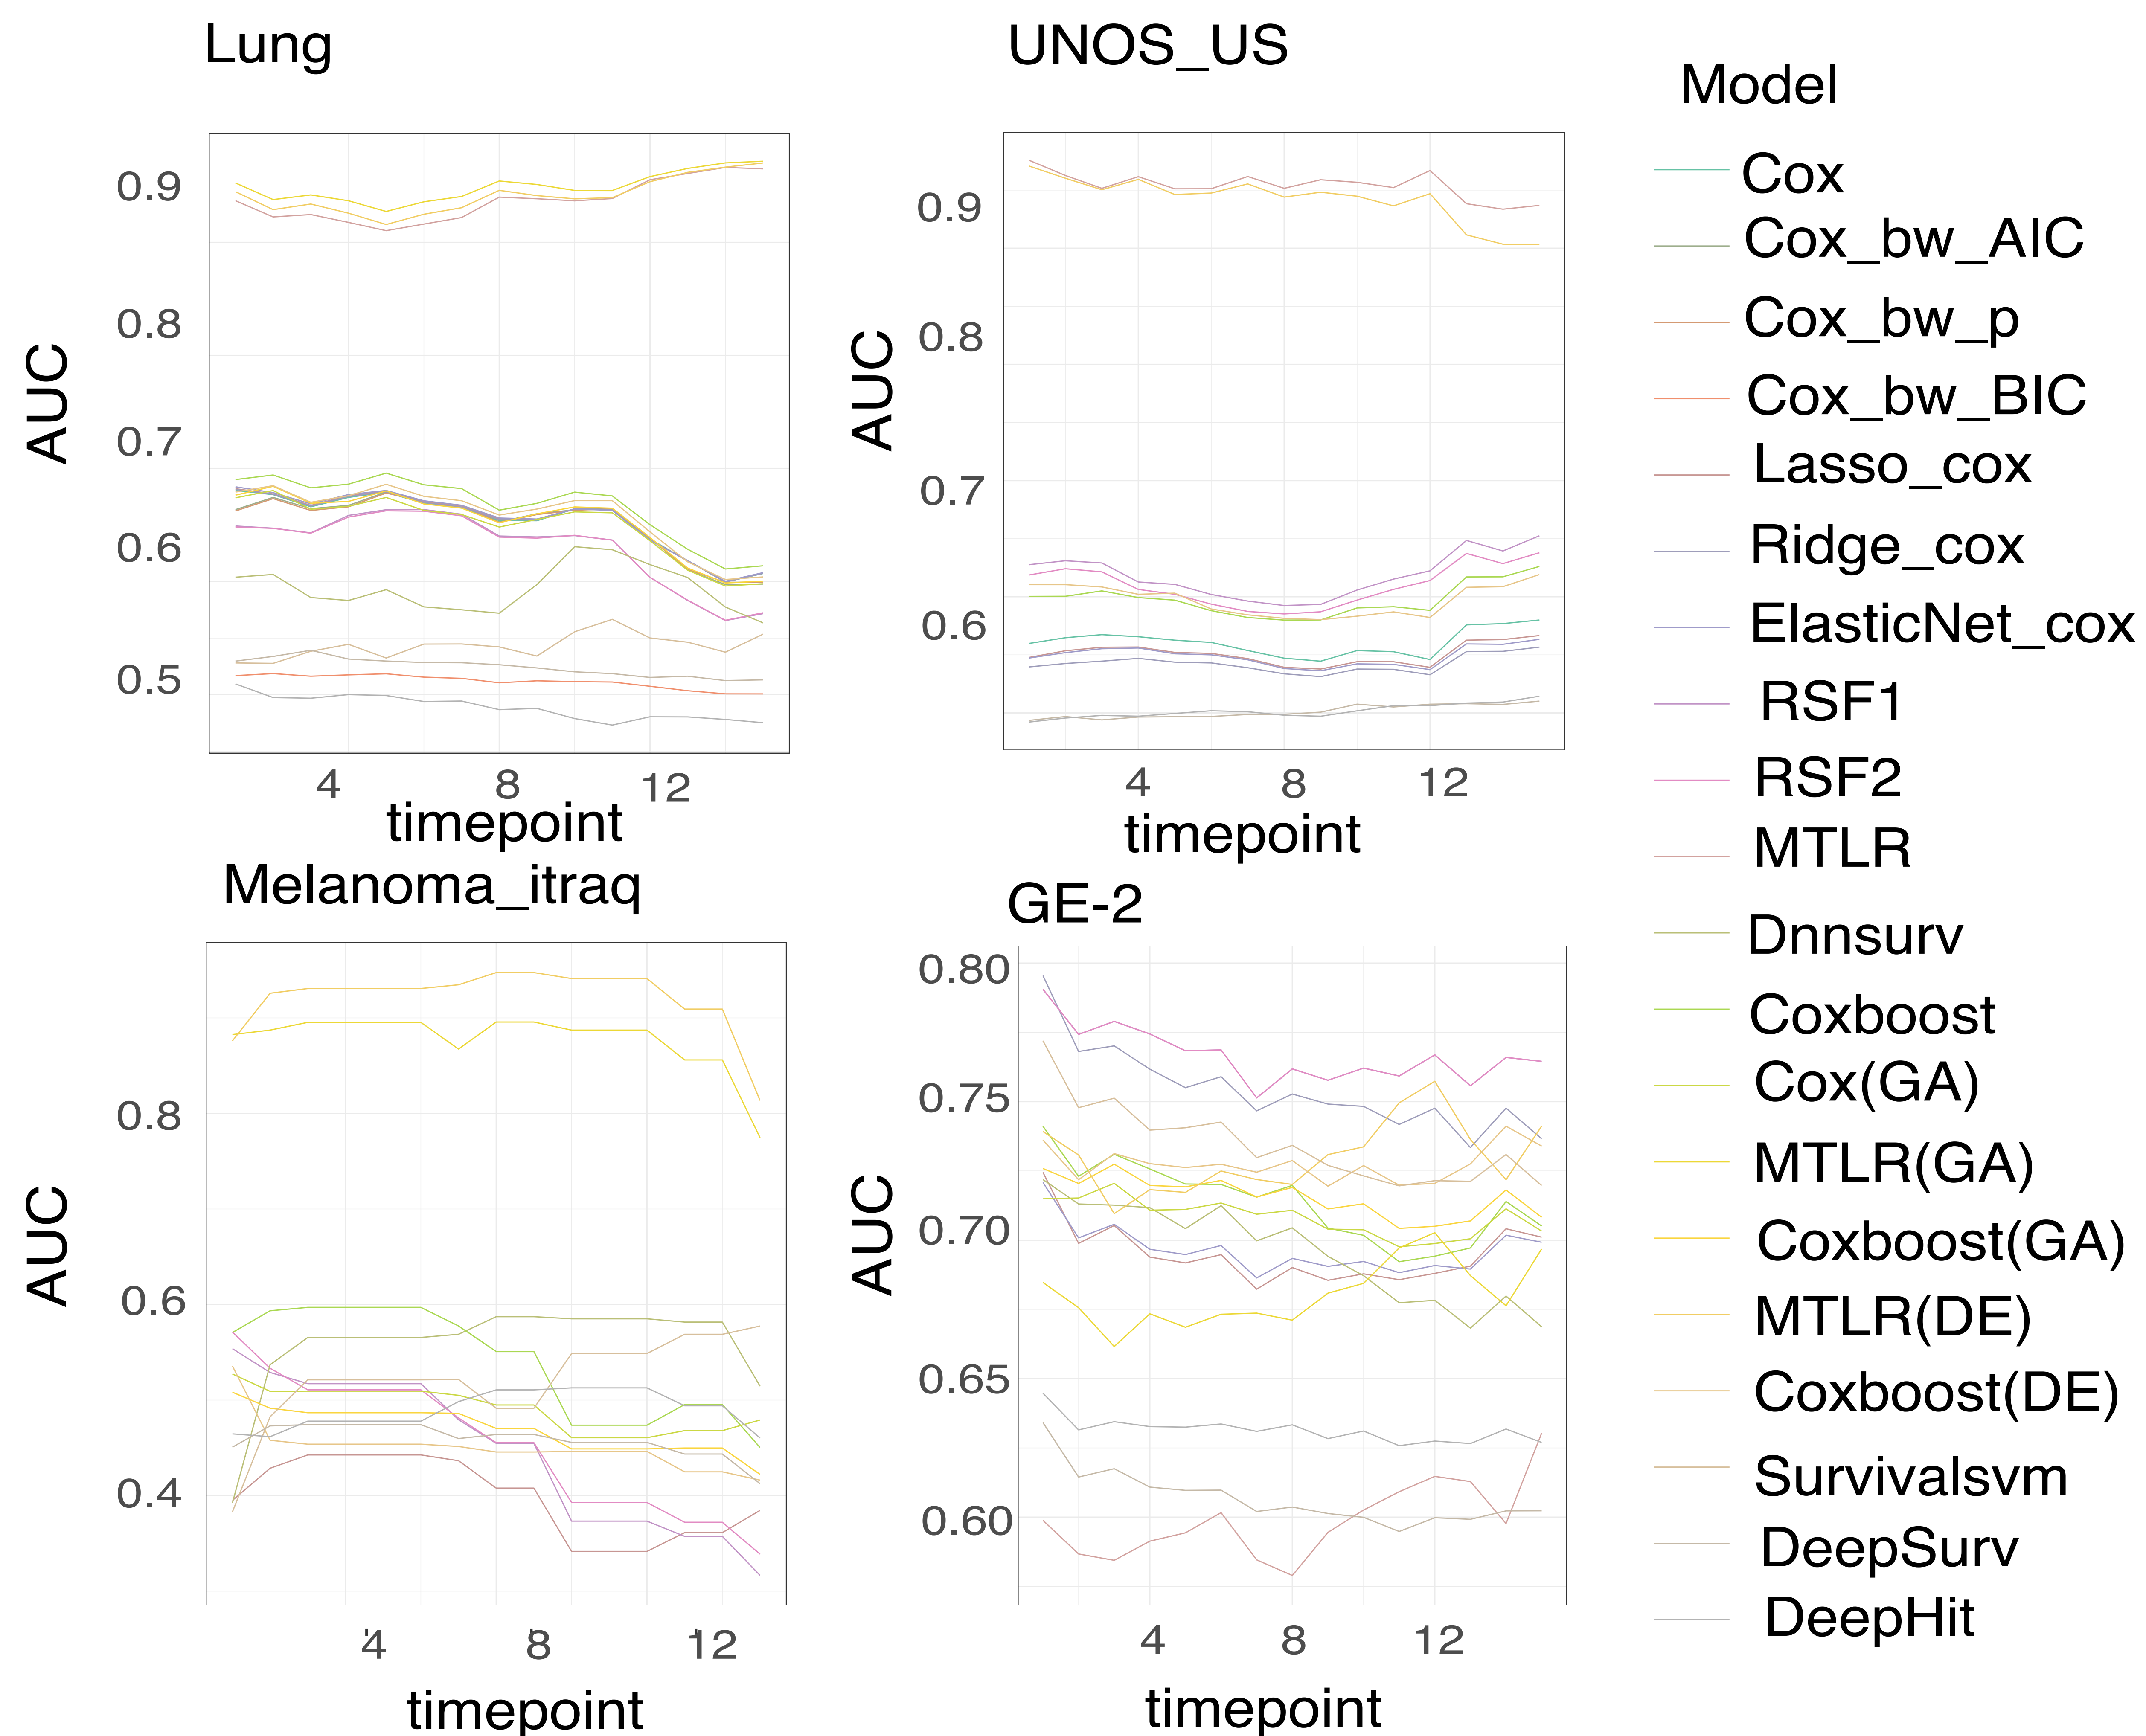 Lung
AUC
0.9
0.8
0.7
0.6
0.5
4 8 12
timepoint
UNOS_US
AUC
0.9
0.8
0.7
0.6
4 8 12
timepoint
Melanoma_itraq
AUC
0.8
0.6
0.4
4 8 12
timepoint
GE-2
AUC
0.80
0.75
0.70
0.65
0.60
4 8 12
timepoint
Model
Cox
Cox_bw_AIC
Cox_bw_p
Cox_bw_BIC
Lasso_cox
Ridge_cox
ElasticNet_cox
RSF1
RSF2
MTLR
Dnnsurv
Coxboost
Cox(GA)
MTLR(GA)
Coxboost(GA)
MTLR(DE)
Coxboost(DE)
Survivalsvm
DeepSurv
DeepHit